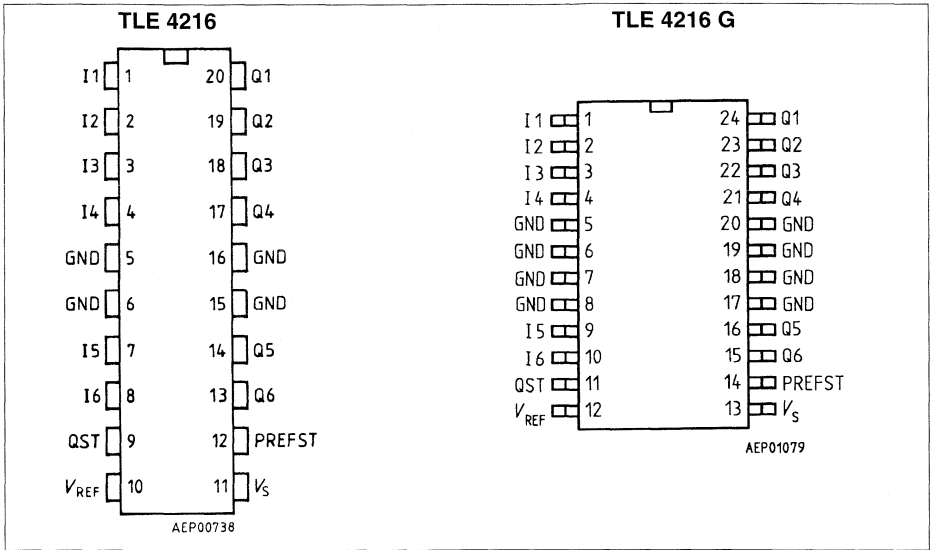 TLE 4216
I1 1 20 Q1
I2 2 19 Q2
I3 3 18 Q3
I4 4 17 Q4
GND 5 16 GND
GND 6 15 GND
I5 7 14 Q5
I6 8 13 Q6
QST 9 12 PREFST
VREF 10 11 VS
AEP00738
TLE 4216 G
I1 1 24 Q1
I2 2 23 Q2
I3 3 22 Q3
I4 4 21 Q4
GND 5 20 GND
GND 6 19 GND
GND 7 18 GND
GND 8 17 GND
I5 9 16 Q5
I6 10 15 Q6
QST 11 14 PREFST
VREF 12 13 VS
AEP01079